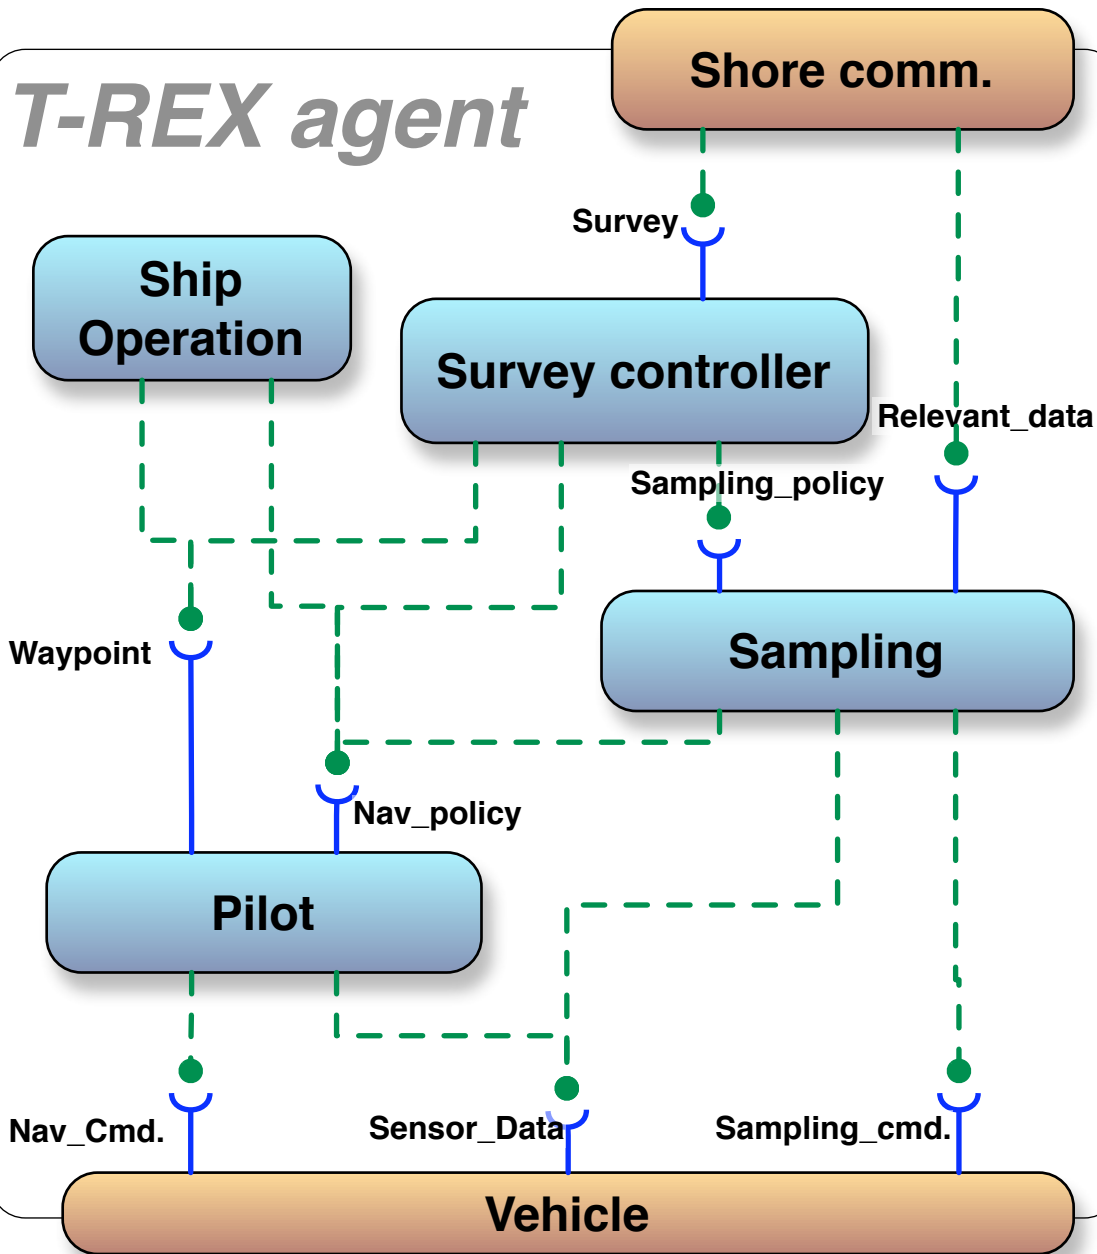 Shore comm.
T-REX agent
Survey
Ship
Operation
Survey controller
Relevant_data
Sampling_policy
Waypoint
Sampling
Nav_policy
Pilot
Nav_Cmd.
Sensor_Data
Sampling_cmd.
Vehicle